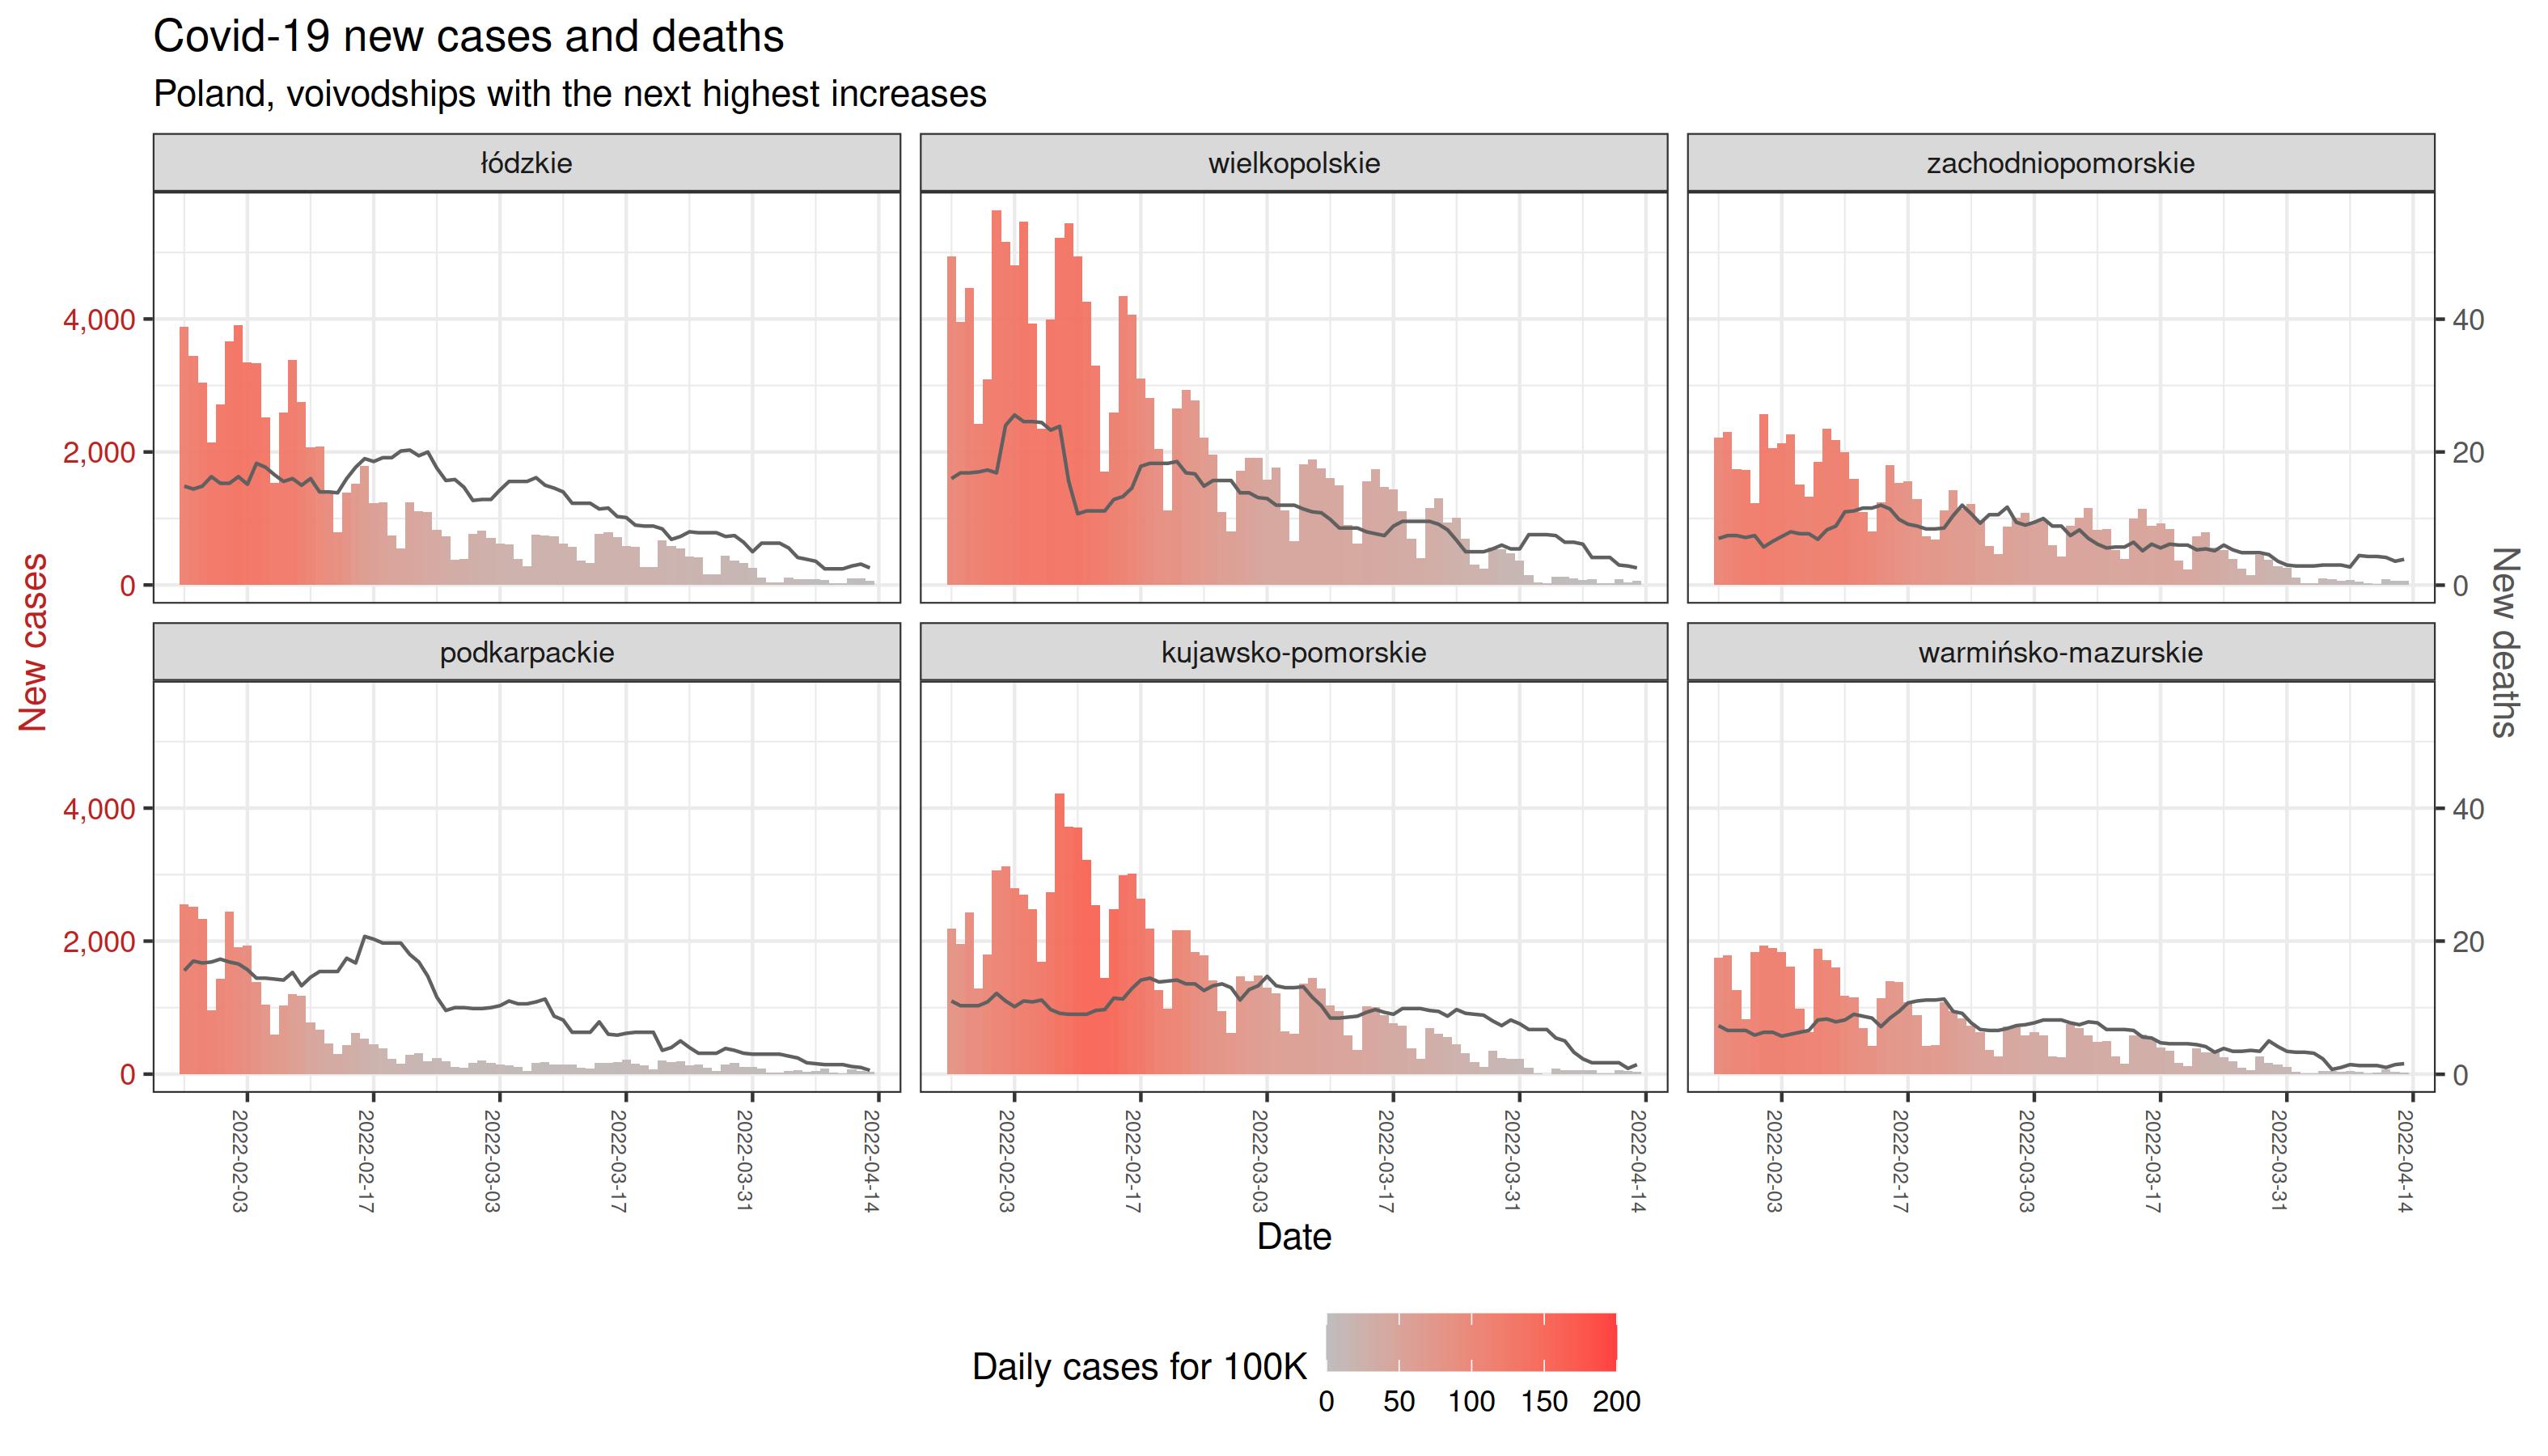 Covid-19 new cases and deaths
Poland, voivodships with the next highest increases
łódzkie
wielkopolskie
zachodniopomorskie
4,000
2,000
0
40
20
0
New cases
New deaths
podkarpackie
kujawsko-pomorskie
warmińsko-mazurskie
4,000
2,000
0
40
20
0
2022-02-03
2022-02-17
2022-03-03
2022-03-17
2022-03-31
2022-04-14
2022-02-03
2022-02-17
2022-03-03
2022-03-17
2022-03-31
2022-04-14
2022-02-03
2022-02-17
2022-03-03
2022-03-17
2022-03-31
2022-04-14
Date
Daily cases for 100K
0 50 100 150 200